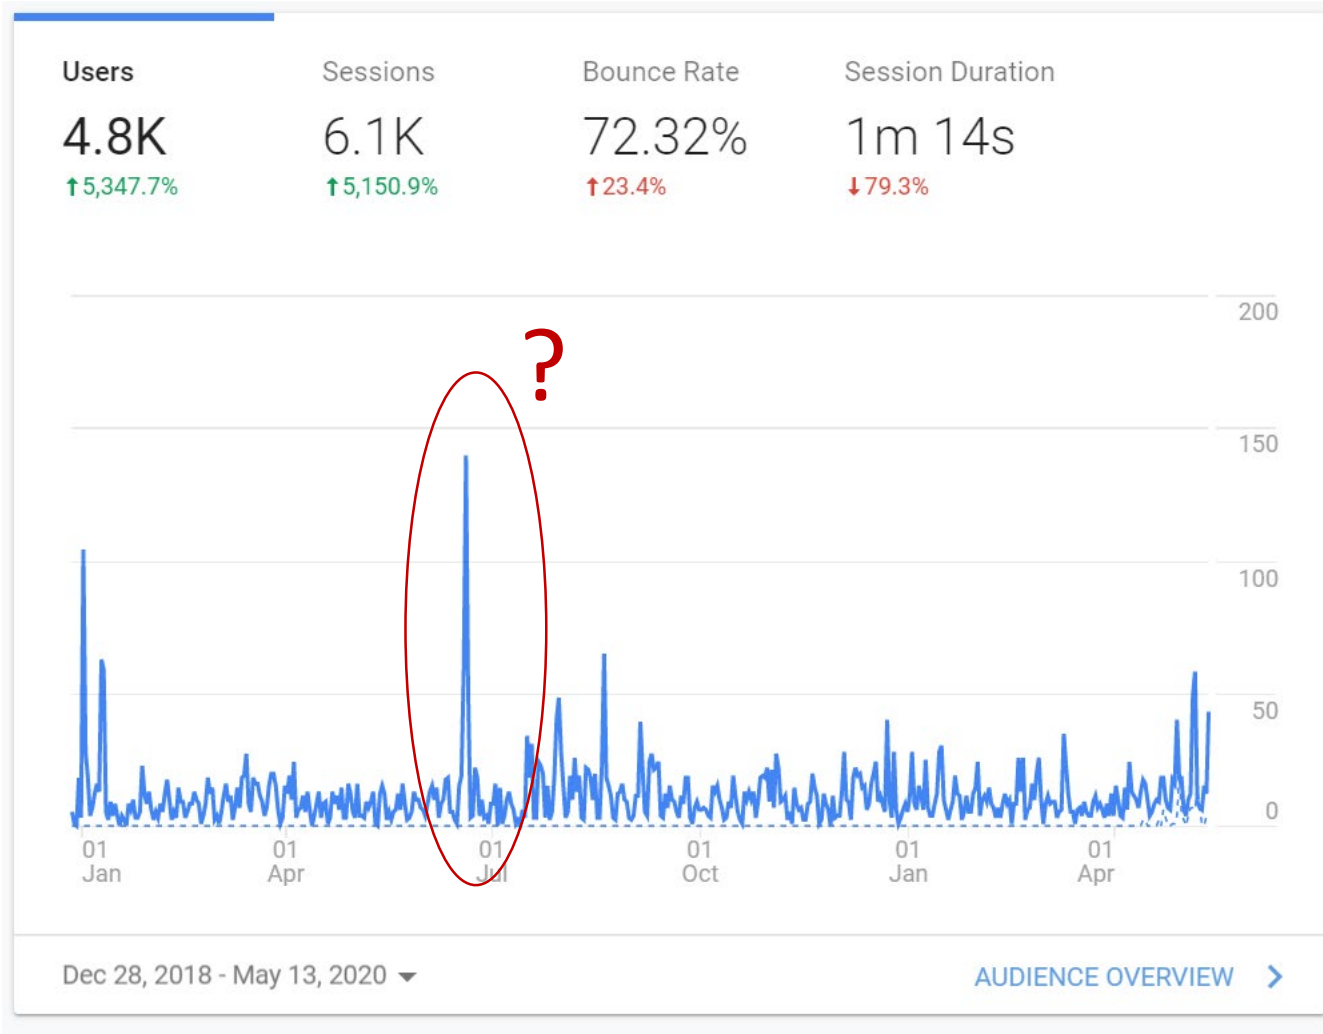 Users Sessions Bounce Rate Session Duration
4.8K 6.1K 72.32% 1m 14s
↑5,347.7% ↑5,150.9% ↑23.4% ↓79.3%
200
?
150
100
50
0
01 01 01 01 01 01
Jan Apr Jul Oct Jan Apr
Dec 28, 2018 - May 13, 2020
AUDIENCE OVERVIEW